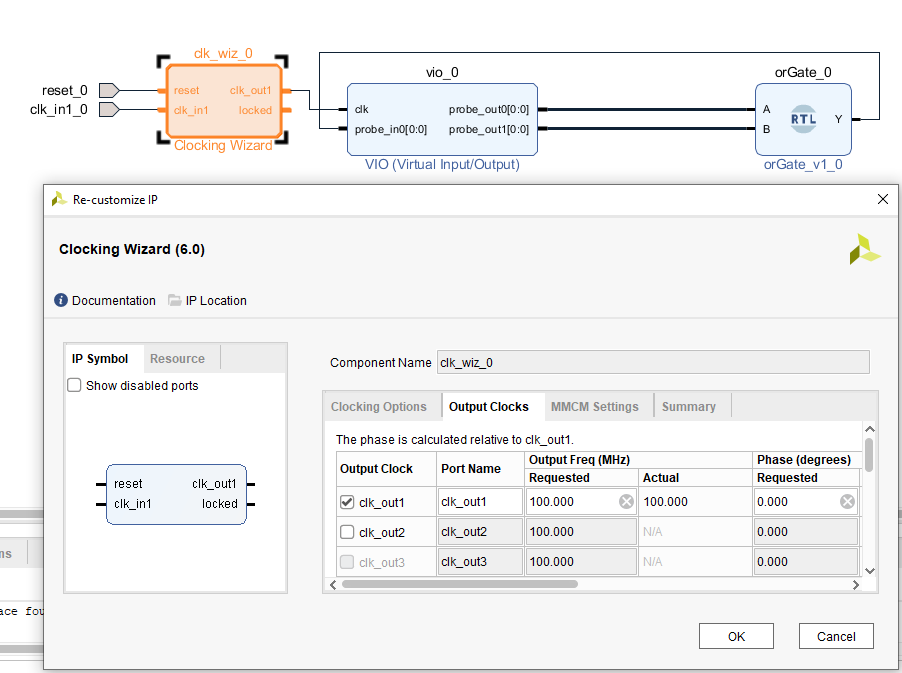 clk_wiz_0
reset_0
clk_in1_0
reset
clk_out1
clk_in1
locked
Clocking Wizard
vio_0
clk
probe_out0[0:0]
probe_in0[0:0]
probe_out1[0:0]
VIO (Virtual Input/Output)
orGate_0
A
B
RTL
Y
orGate_v1_0
Re-customize IP
Clocking Wizard (6.0)
Documentation IP Location
IP Symbol Resource
Show disabled ports
reset clk_out1
clk_in1 locked
Component Name clk_wiz_0
Clocking Options Output Clocks MMCM Settings Summary
The phase is calculated relative to clk_out1.
Output Clock Port Name Output Freq (MHz) Phase (degrees)
Requested Actual Requested
clk_out1 clk_out1 100.000 100.000 0.000
clk_out2 clk_out2 100.000 N/A 0.000
clk_out3 clk_out3 100.000 N/A 0.000
OK Cancel
ns
ace fou